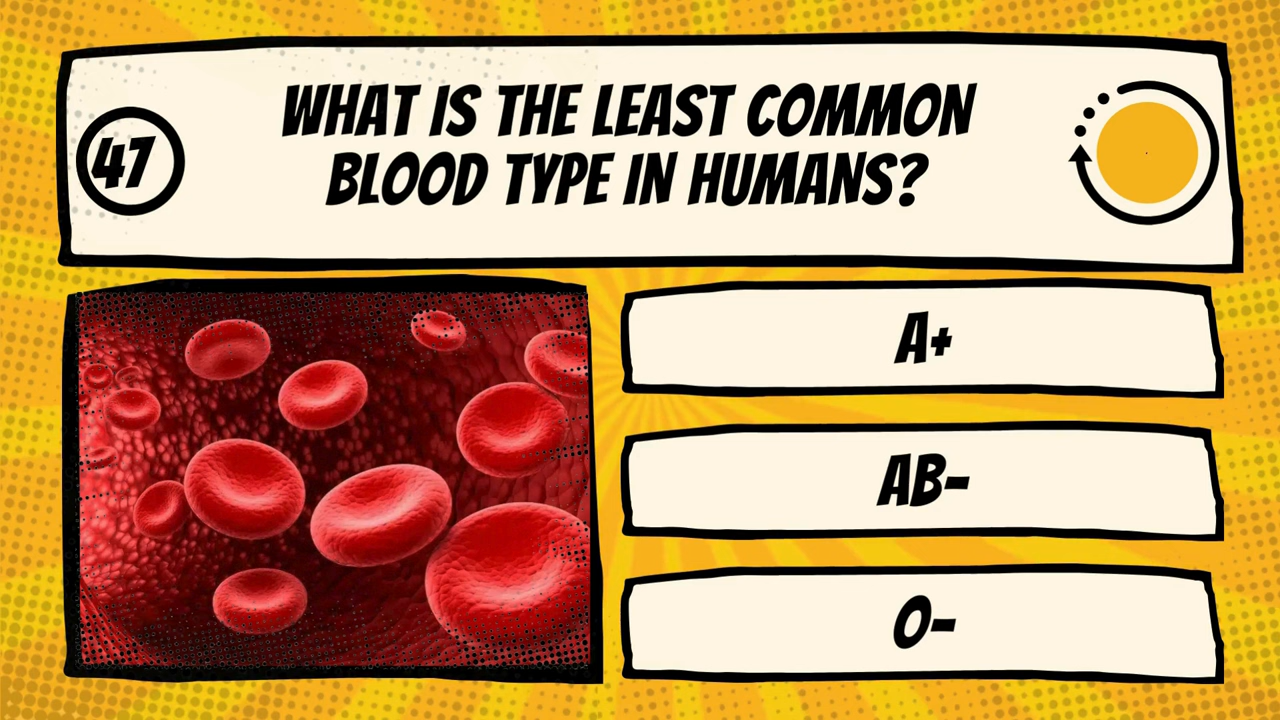 47
WHAT IS THE LEAST COMMON
BLOOD TYPE IN HUMANS?
A+
AB-
O-